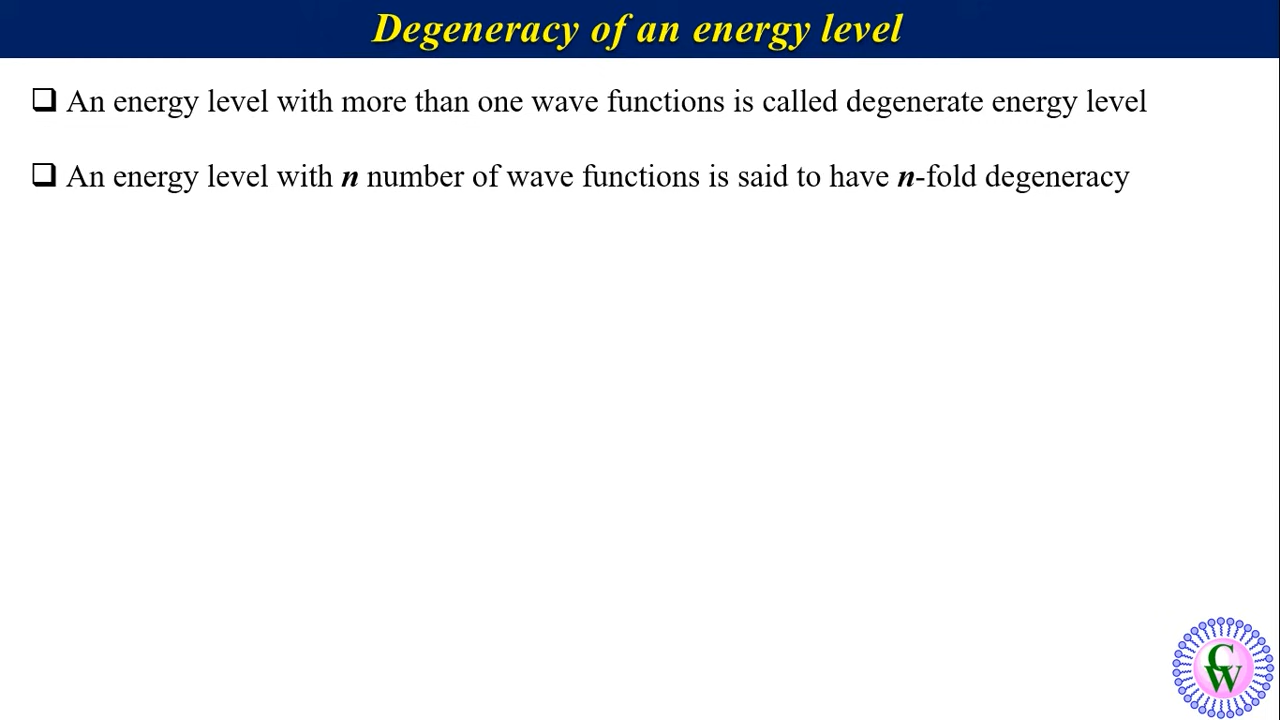 Degeneracy of an energy level
❑ An energy level with more than one wave functions is called degenerate energy level
❑ An energy level with n number of wave functions is said to have n-fold degeneracy
CW